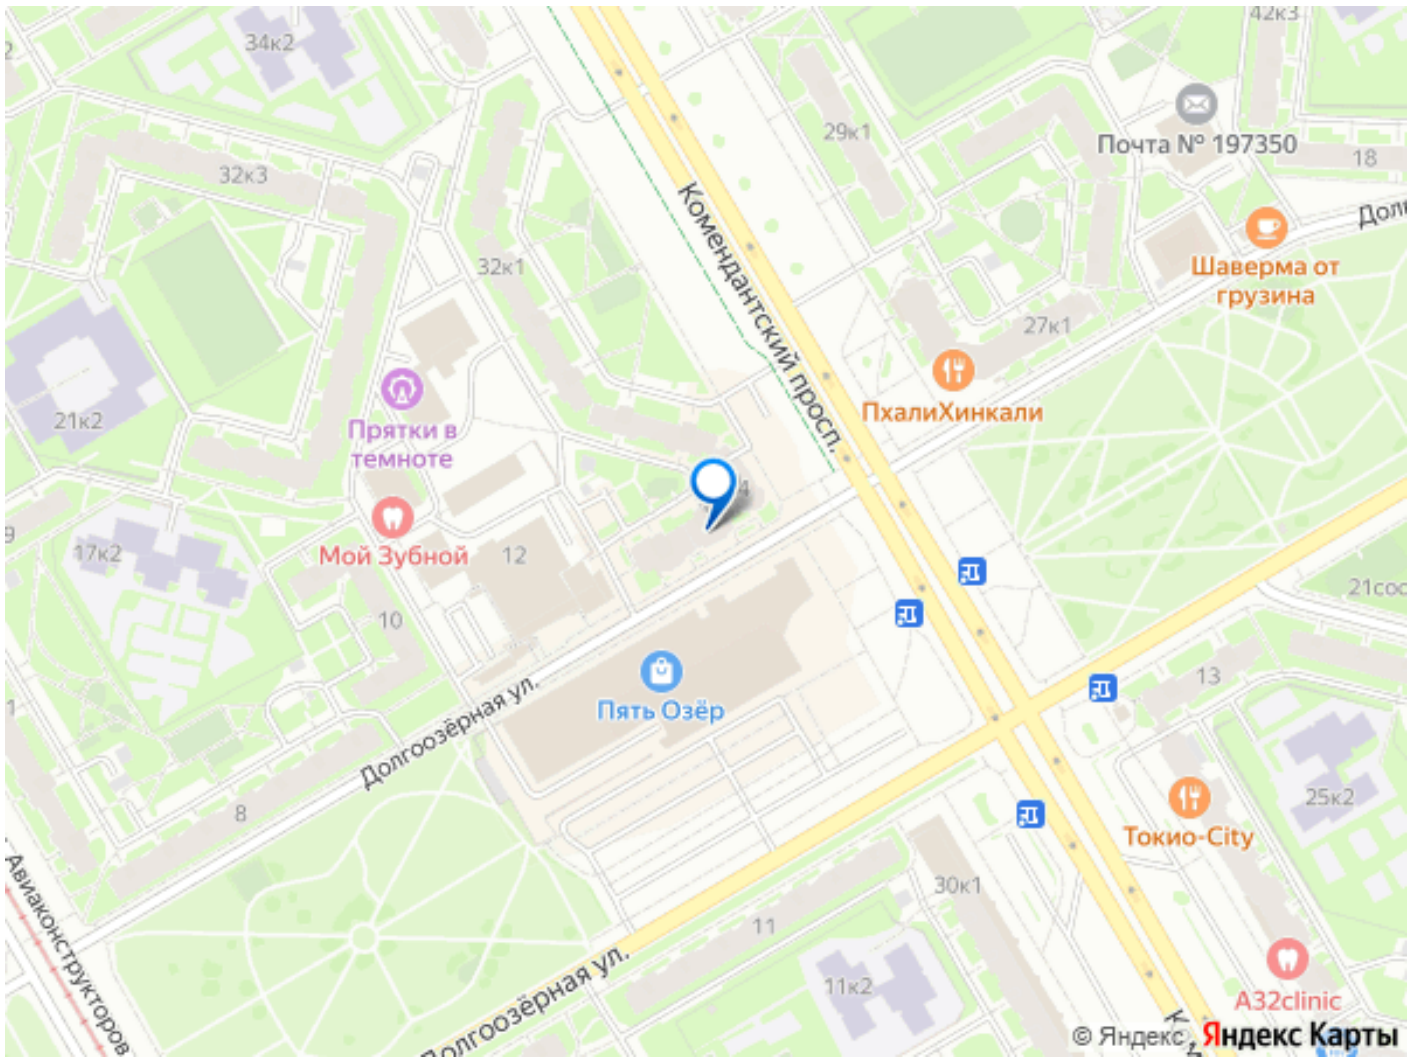 34к2
42к3
29к1
Почта № 197350
18
32к3
Комендантский просп.
Шаверма от
грузина
32к1
27к1
ПхалиХинкали
21к2
Прятки в
темноте
4
17к2
Мой Зубной
12
10
21соо
13
Пять Озёр
Долгоозёрная ул.
8
25к2
Токио-City
30к1
Авиаконструкторов
11
11к2
Долгоозёрная ул.
A32clinic
© Яндекс Яндекс Карты